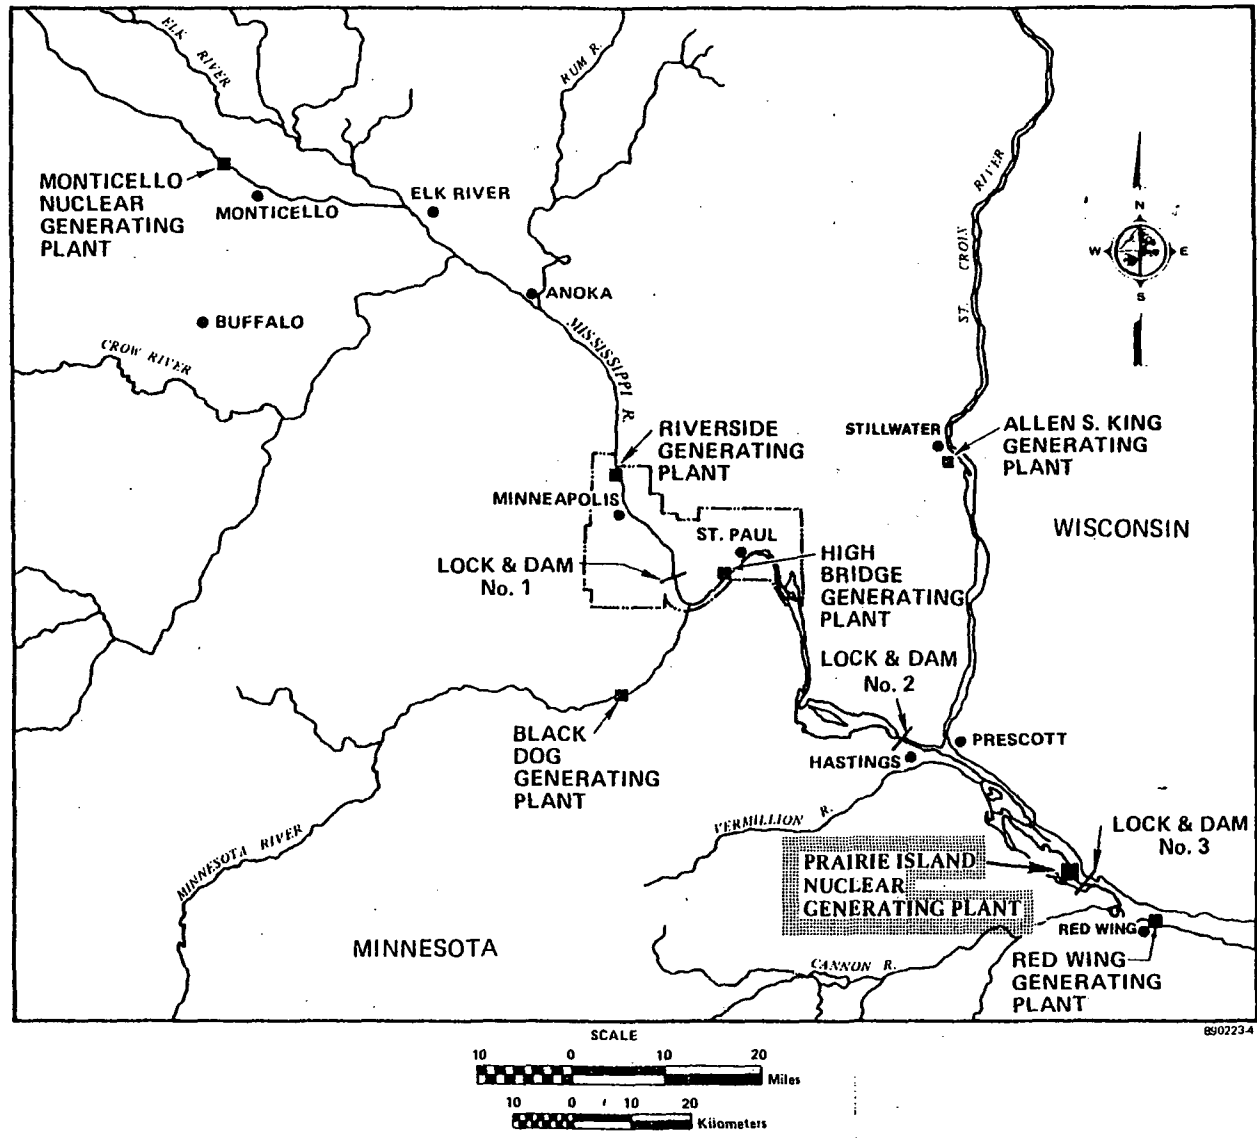 ELK RIVER
RUM R.
MONTICELLO
NUCLEAR
GENERATING
PLANT
MONTICELLO
ELK RIVER
ST. CROIX RIVER
N
W
E
S
ANOKA
BUFFALO
CROW RIVER
MISSISSIPPI R.
RIVERSIDE
GENERATING
PLANT
STILLWATER
ALLEN S. KING
GENERATING
PLANT
MINNEAPOLIS
WISCONSIN
ST. PAUL
LOCK & DAM
No. 1
HIGH
BRIDGE
GENERATING
PLANT
LOCK & DAM
No. 2
BLACK
DOG
GENERATING
PLANT
PRESCOTT
HASTINGS
VERMILLION R.
MINNESOTA RIVER
LOCK & DAM
No. 3
PRAIRIE ISLAND
NUCLEAR
GENERATING PLANT
RED WING
MINNESOTA
CANNON R.
RED WING
GENERATING
PLANT
890223-4
SCALE
10 0 10 20
Miles
10 0 10 20
Kilometers